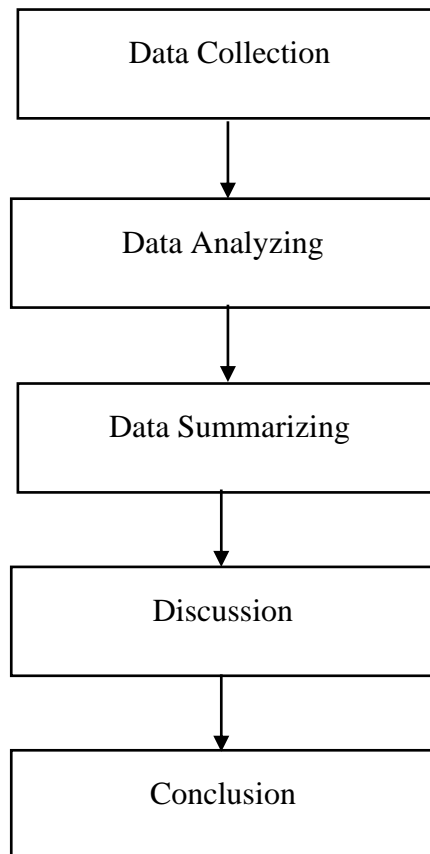 Data Collection
Data Analyzing
Data Summarizing
Discussion
Conclusion